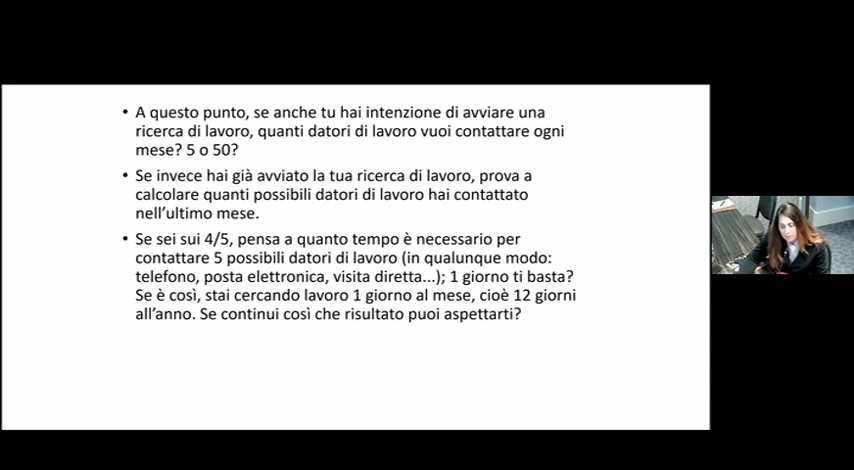 • A questo punto, se anche tu hai intenzione di avviare una
ricerca di lavoro, quanti datori di lavoro vuoi contattare ogni
mese? 5 o 50?
• Se invece hai già avviato la tua ricerca di lavoro, prova a
calcolare quanti possibili datori di lavoro hai contattato
nell'ultimo mese.
• Se sei sui 4/5, pensa a quanto tempo è necessario per
contattare 5 possibili datori di lavoro (in qualunque modo:
telefono, posta elettronica, visita diretta...); 1 giorno ti basta?
Se è così, stai cercando lavoro 1 giorno al mese, cioè 12 giorni
all'anno. Se continui così che risultato puoi aspettarti?